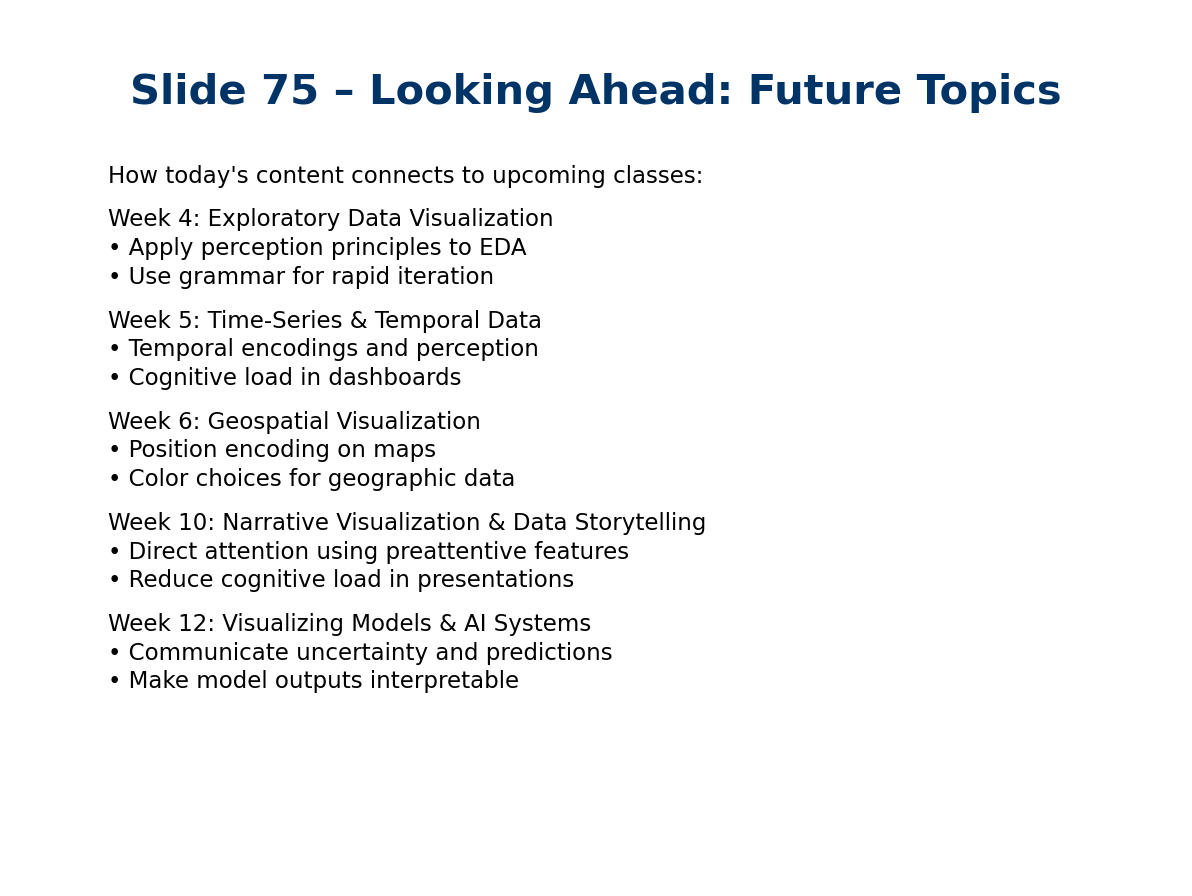 Slide 75 – Looking Ahead: Future Topics
How today's content connects to upcoming classes:
Week 4: Exploratory Data Visualization
• Apply perception principles to EDA
• Use grammar for rapid iteration
Week 5: Time-Series & Temporal Data
• Temporal encodings and perception
• Cognitive load in dashboards
Week 6: Geospatial Visualization
• Position encoding on maps
• Color choices for geographic data
Week 10: Narrative Visualization & Data Storytelling
• Direct attention using preattentive features
• Reduce cognitive load in presentations
Week 12: Visualizing Models & AI Systems
• Communicate uncertainty and predictions
• Make model outputs interpretable